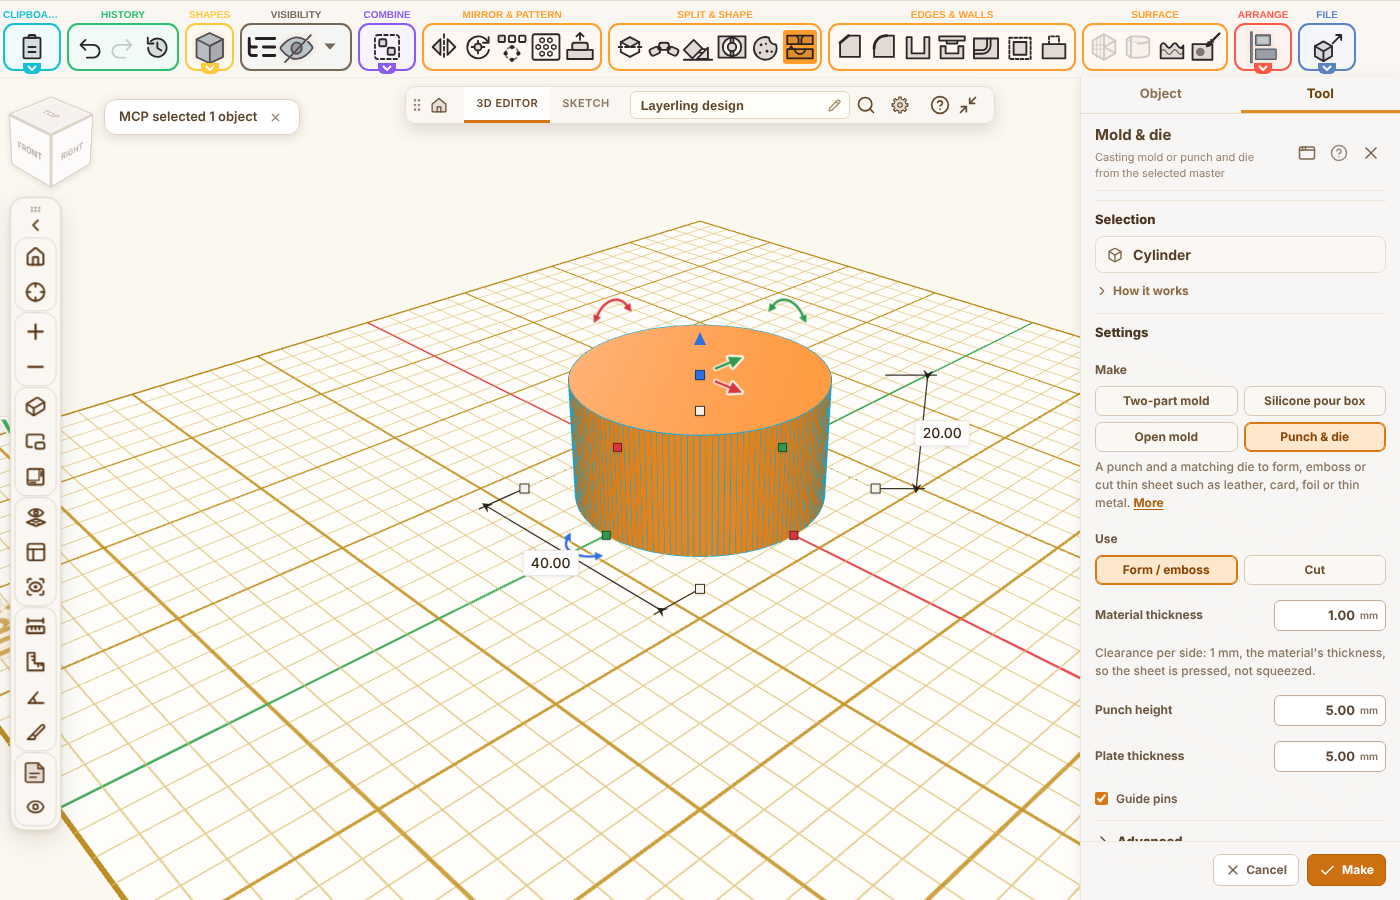 CLIPBOA...
HISTORY
SHAPES
VISIBILITY
COMBINE
MIRROR & PATTERN
SPLIT & SHAPE
EDGES & WALLS
SURFACE
ARRANGE
FILE
TOP
FRONT
RIGHT
MCP selected 1 object
3D EDITOR
SKETCH
Layerling design
20.00
40.00
Object
Tool
Mold & die
Casting mold or punch and die
from the selected master
Selection
Cylinder
How it works
Settings
Make
Two-part mold
Silicone pour box
Open mold
Punch & die
A punch and a matching die to form, emboss or
cut thin sheet such as leather, card, foil or thin
metal. More
Use
Form / emboss
Cut
Material thickness
1.00 mm
Clearance per side: 1 mm, the material's thickness,
so the sheet is pressed, not squeezed.
Punch height
5.00 mm
Plate thickness
5.00 mm
Guide pins
Advanced
Cancel
Make